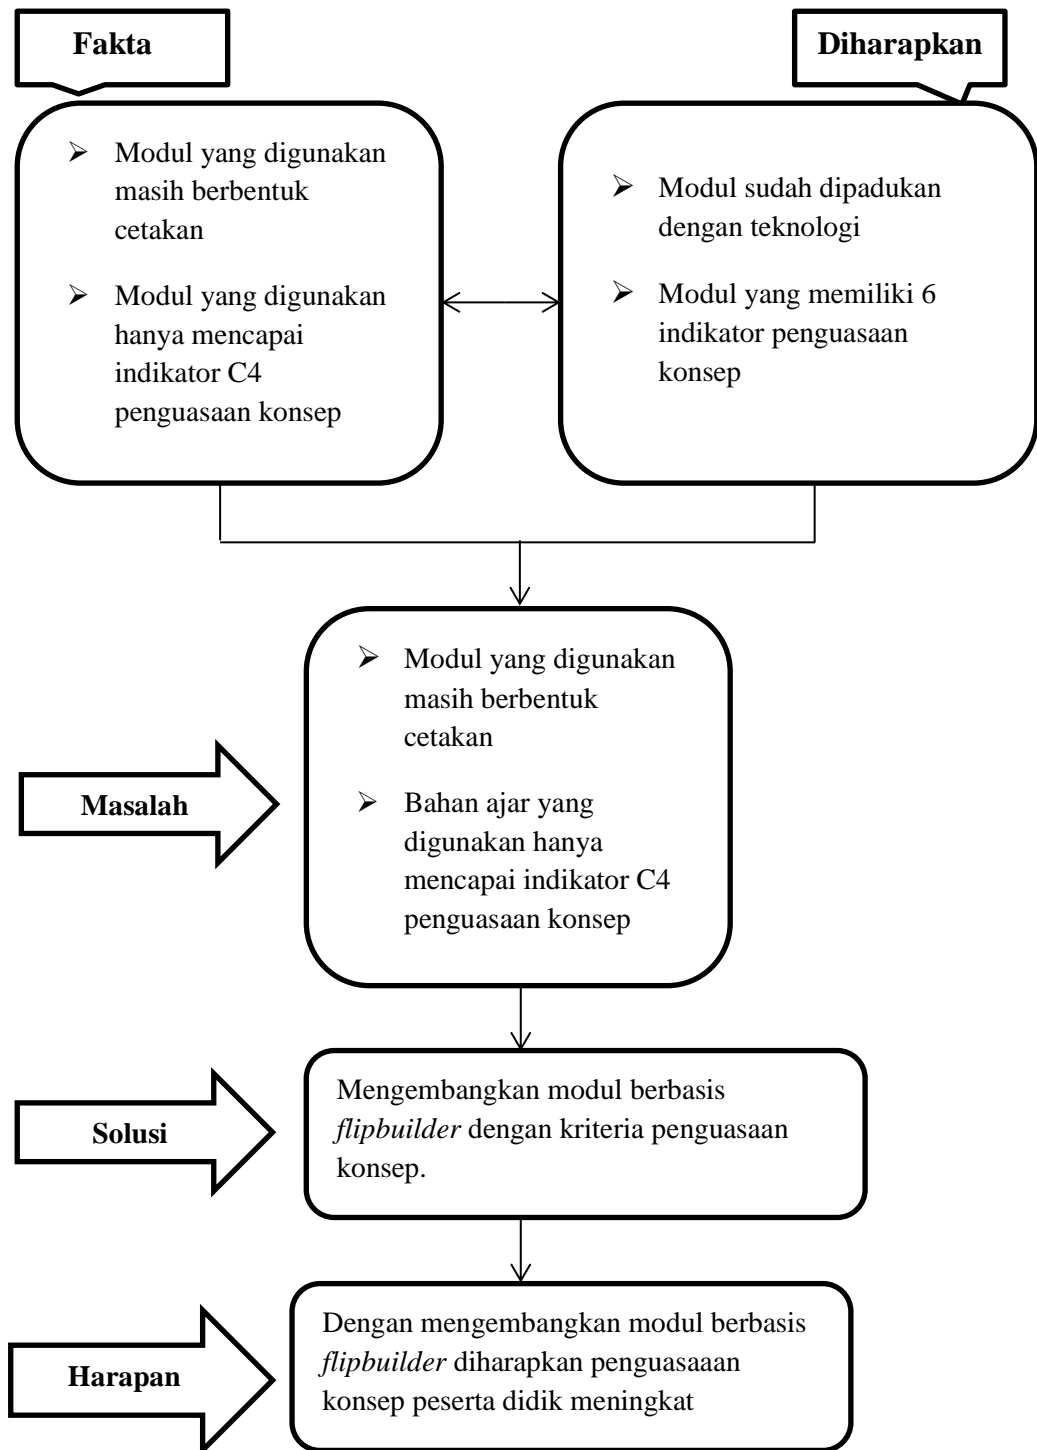 Fakta
Diharapkan
➢ Modul yang digunakan
masih berbentuk
cetakan
➢ Modul yang digunakan
hanya mencapai
indikator C4
penguasaan konsep
➢ Modul sudah dipadukan
dengan teknologi
➢ Modul yang memiliki 6
indikator penguasaan
konsep
➢ Modul yang digunakan
masih berbentuk
cetakan
➢ Bahan ajar yang
digunakan hanya
mencapai indikator C4
penguasaan konsep
Masalah
Mengembangkan modul berbasis
flipbuilder dengan kriteria penguasaan
konsep.
Solusi
Dengan mengembangkan modul berbasis
flipbuilder diharapkan penguasaaan
konsep peserta didik meningkat
Harapan